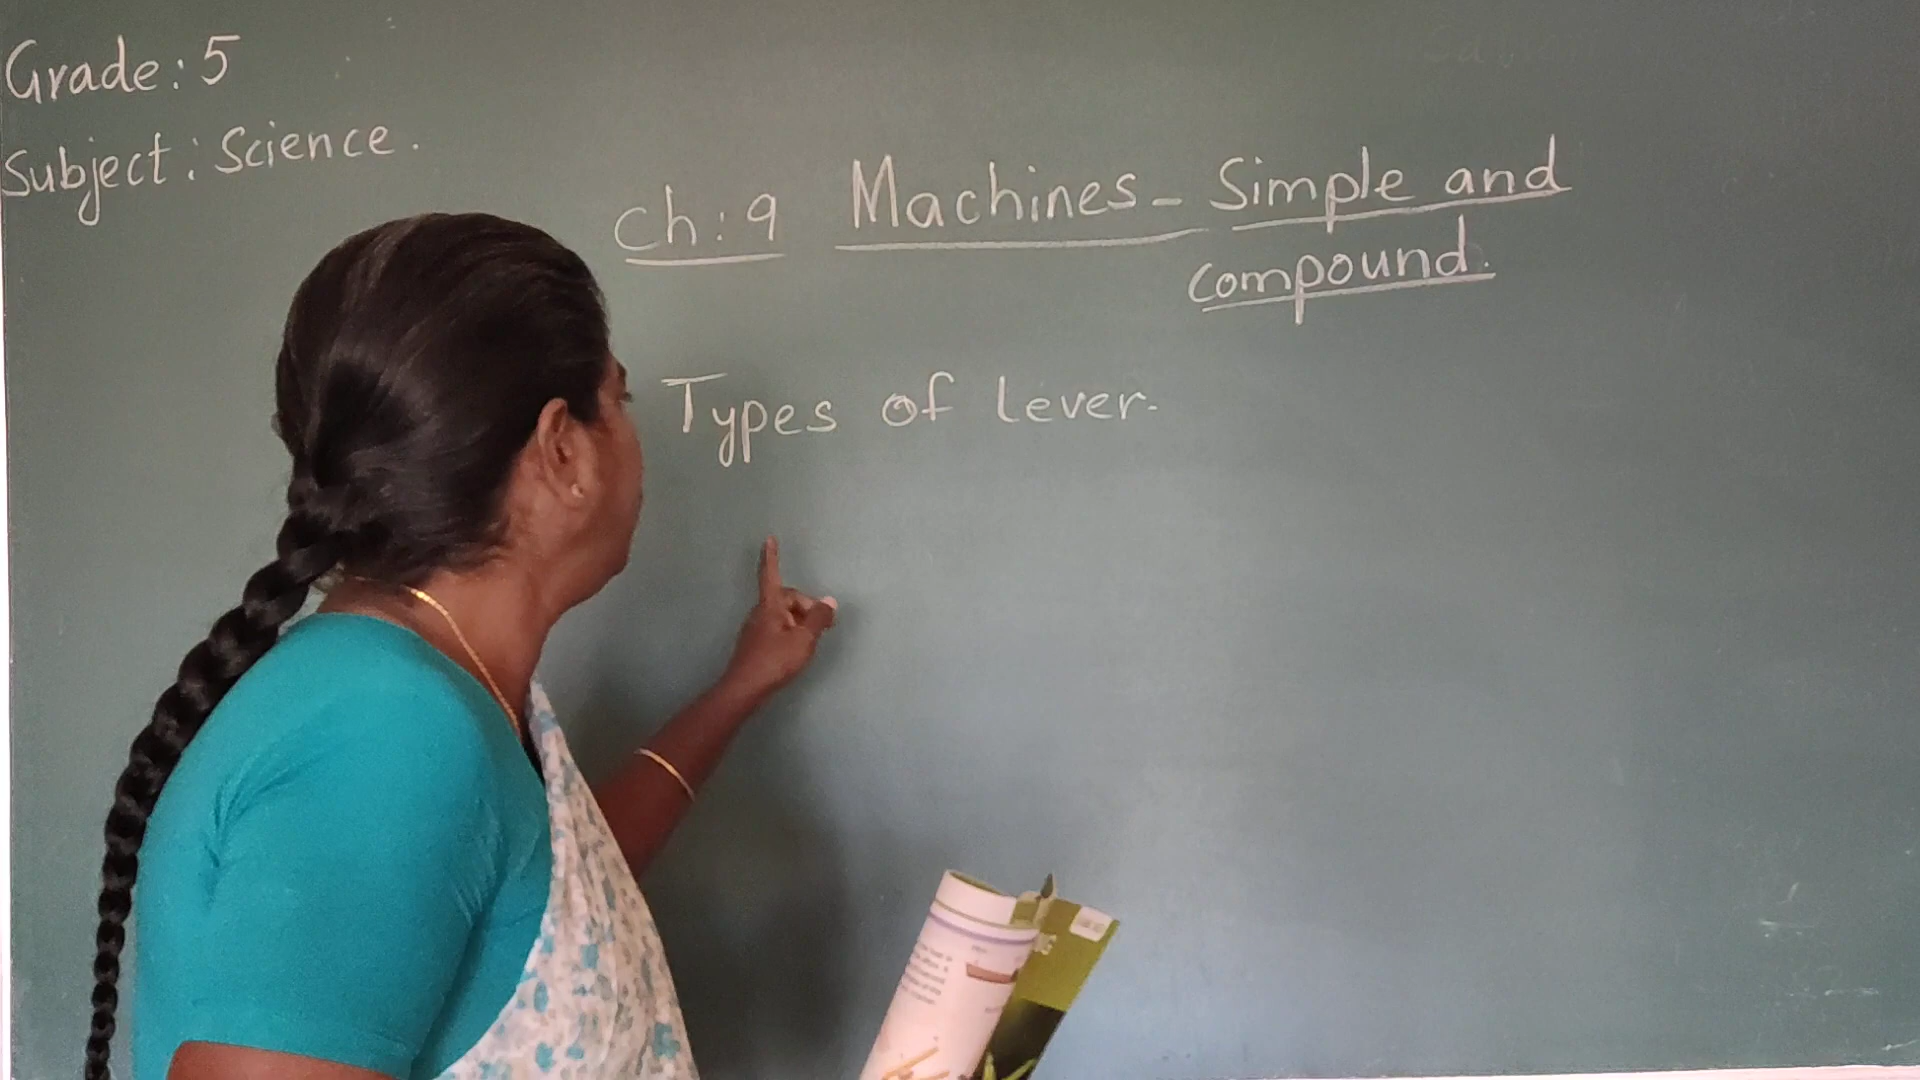 Grade: 5
Subject: Science.
Ch: 9 Machines - Simple and
compound.
Types of lever.